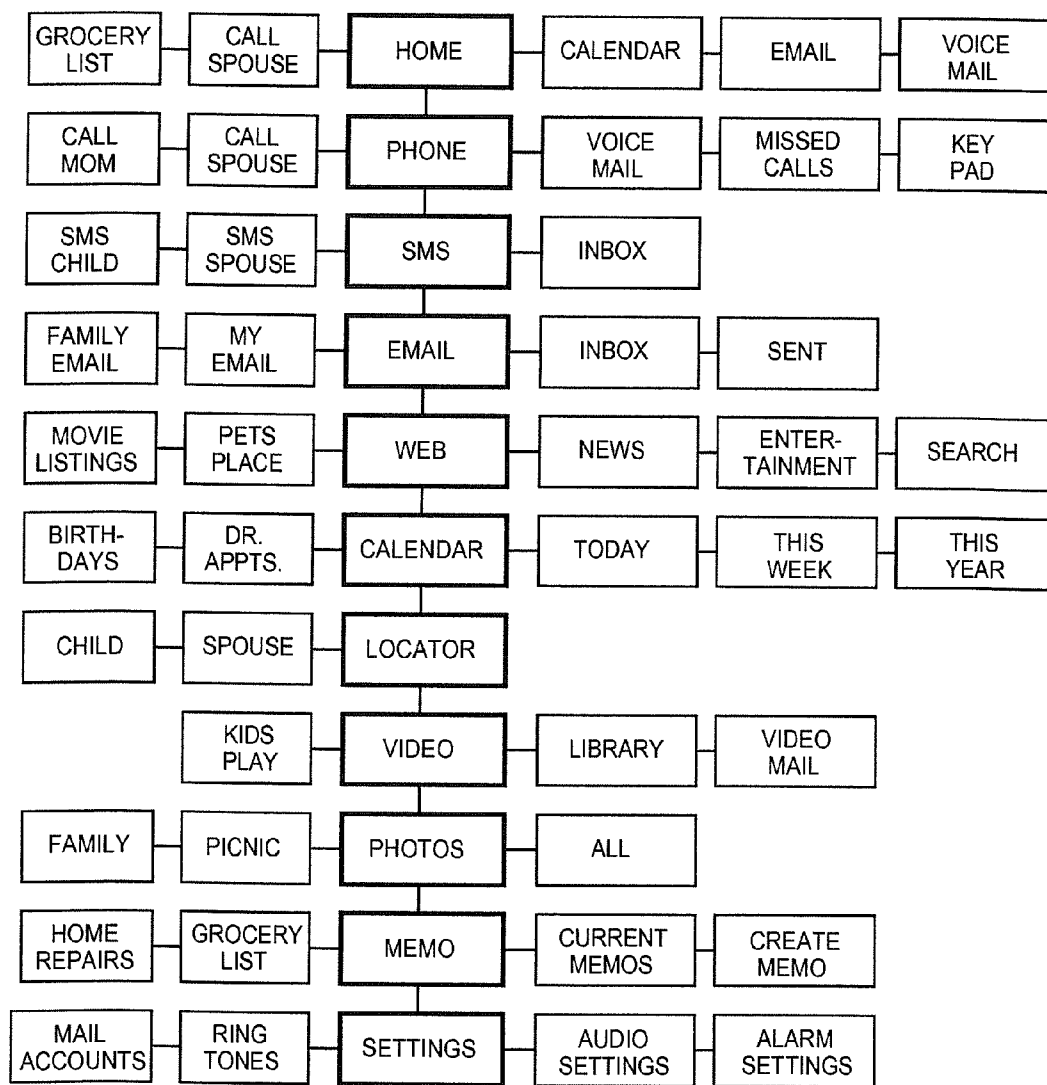 GROCERY
LIST
CALL
SPOUSE
HOME
CALENDAR
EMAIL
VOICE
MAIL
CALL
MOM
CALL
SPOUSE
PHONE
VOICE
MAIL
MISSED
CALLS
KEY
PAD
SMS
CHILD
SMS
SPOUSE
SMS
INBOX
FAMILY
EMAIL
MY
EMAIL
EMAIL
INBOX
SENT
MOVIE
LISTINGS
PETS
PLACE
WEB
NEWS
ENTER-
TAINMENT
SEARCH
BIRTH-
DAYS
DR.
APPTS.
CALENDAR
TODAY
THIS
WEEK
THIS
YEAR
CHILD
SPOUSE
LOCATOR
KIDS
PLAY
VIDEO
LIBRARY
VIDEO
MAIL
FAMILY
PICNIC
PHOTOS
ALL
HOME
REPAIRS
GROCERY
LIST
MEMO
CURRENT
MEMOS
CREATE
MEMO
MAIL
ACCOUNTS
RING
TONES
SETTINGS
AUDIO
SETTINGS
ALARM
SETTINGS